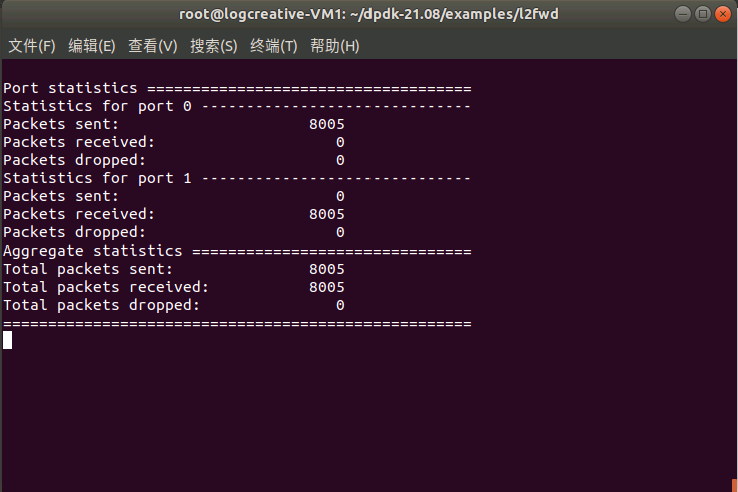 root@logcreative-VM1: ~/dpdk-21.08/examples/l2fwd
文件(F) 编辑(E) 查看(V) 搜索(S) 终端(T) 帮助(H)
Port statistics ====================================
Statistics for port 0 ------------------------------
Packets sent:                     8005
Packets received:                    0
Packets dropped:                     0
Statistics for port 1 ------------------------------
Packets sent:                        0
Packets received:                 8005
Packets dropped:                     0
Aggregate statistics ===============================
Total packets sent:               8005
Total packets received:           8005
Total packets dropped:               0
====================================================